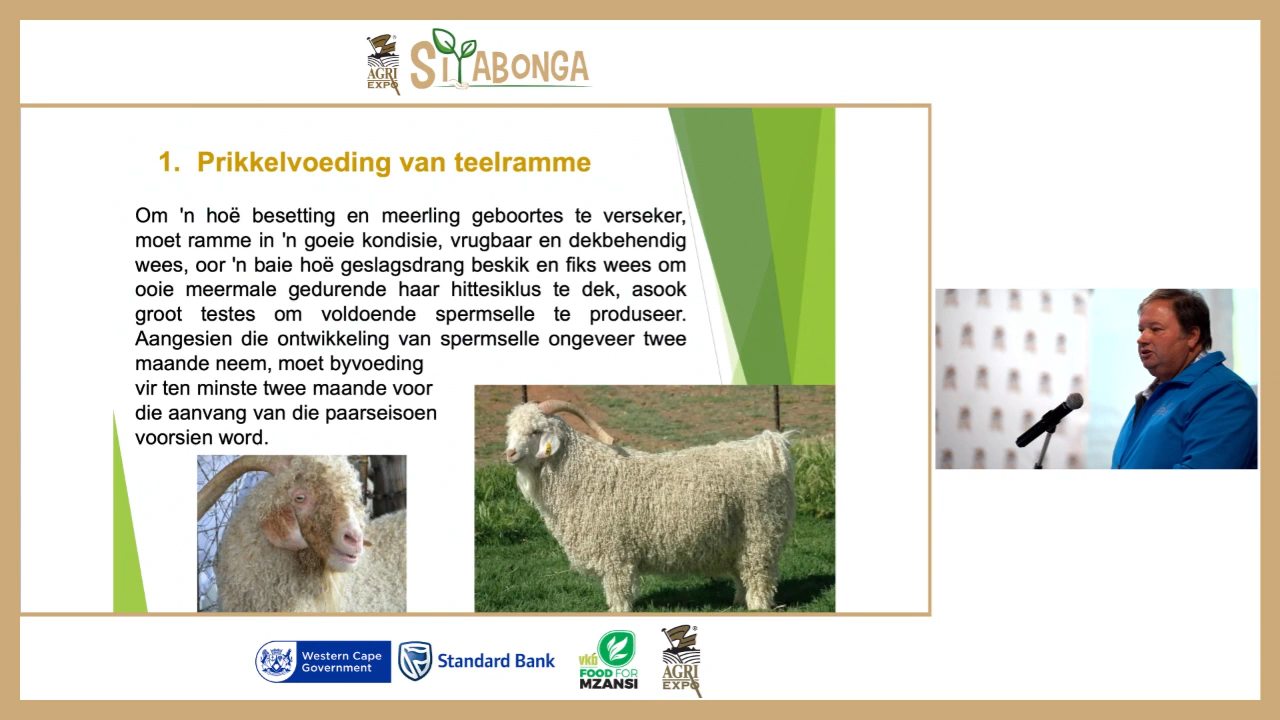 AGRI
EXPO
SIYABONGA
1. Prikkelvoeding van teelramme
Om 'n hoë besetting en meerling geboortes te verseker,
moet ramme in 'n goeie kondisie, vrugbaar en dekbehendig
wees, oor 'n baie hoë geslagsdrang beskik en fiks wees om
ooie meermale gedurende haar hittesiklus te dek, asook
groot testes om voldoende spermselle te produseer.
Aangesien die ontwikkeling van spermselle ongeveer twee
maande neem, moet byvoeding
vir ten minste twee maande voor
die aanvang van die paarseisoen
voorsien word.
Western Cape
Government
Standard Bank
vkb
FOOD FOR
MZANSI
AGRI
EXPO